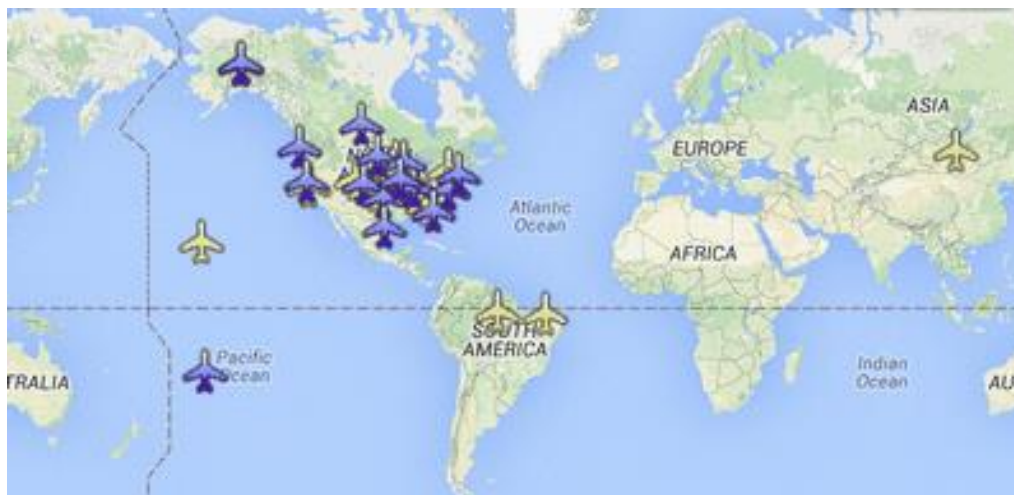 ASIA
EUROPE
Atlantic
Ocean
AFRICA
SOUTH
AMERICA
Pacific
Ocean
Indian
Ocean
TRALIA
AU